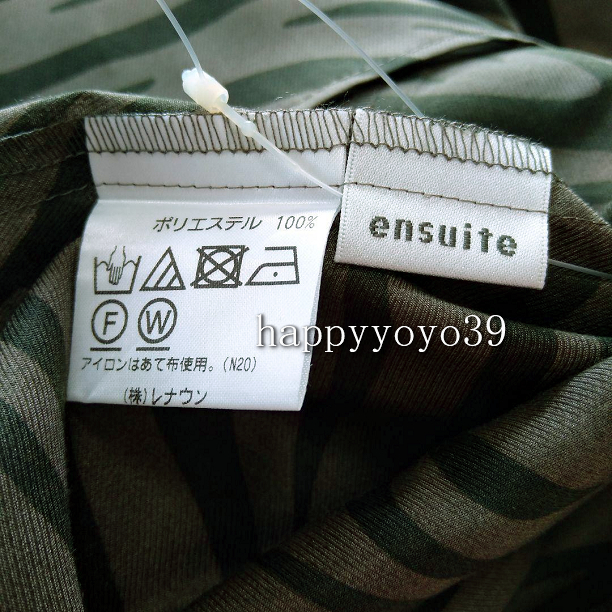 ポリエステル 100%
ensuite
F W
happyyoyo39
アイロンはあて布使用。(N20)
(株)レナウン